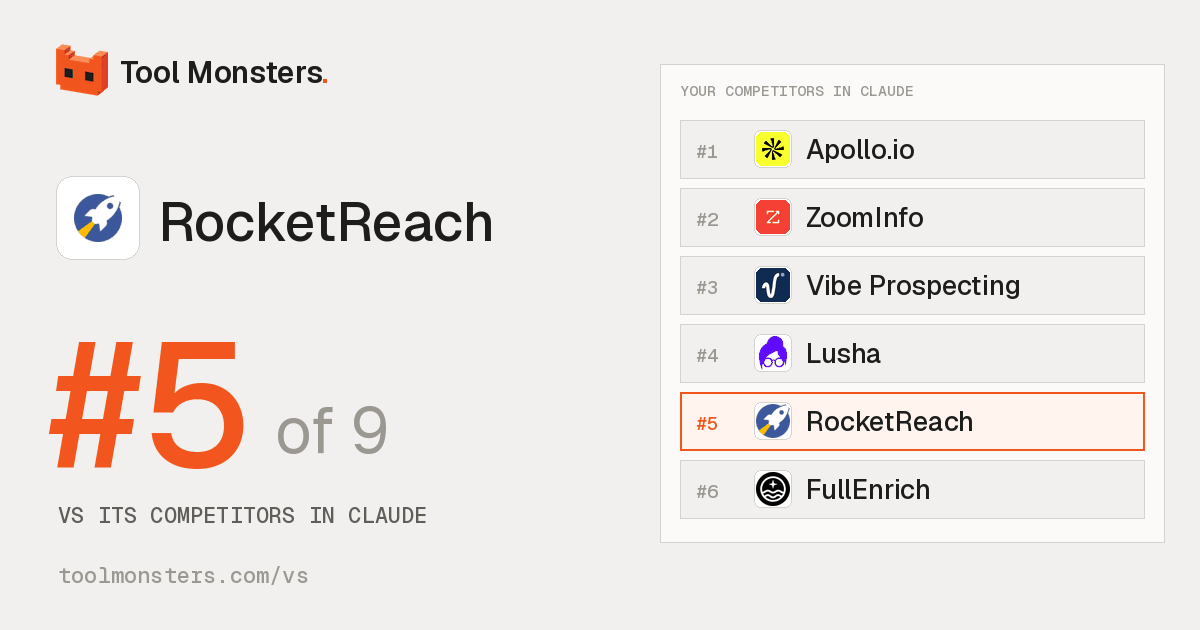 Tool Monsters.
RocketReach
#5 of 9
VS ITS COMPETITORS IN CLAUDE
toolmonsters.com/vs
YOUR COMPETITORS IN CLAUDE
#1 Apollo.io
#2 ZoomInfo
#3 Vibe Prospecting
#4 Lusha
#5 RocketReach
#6 FullEnrich